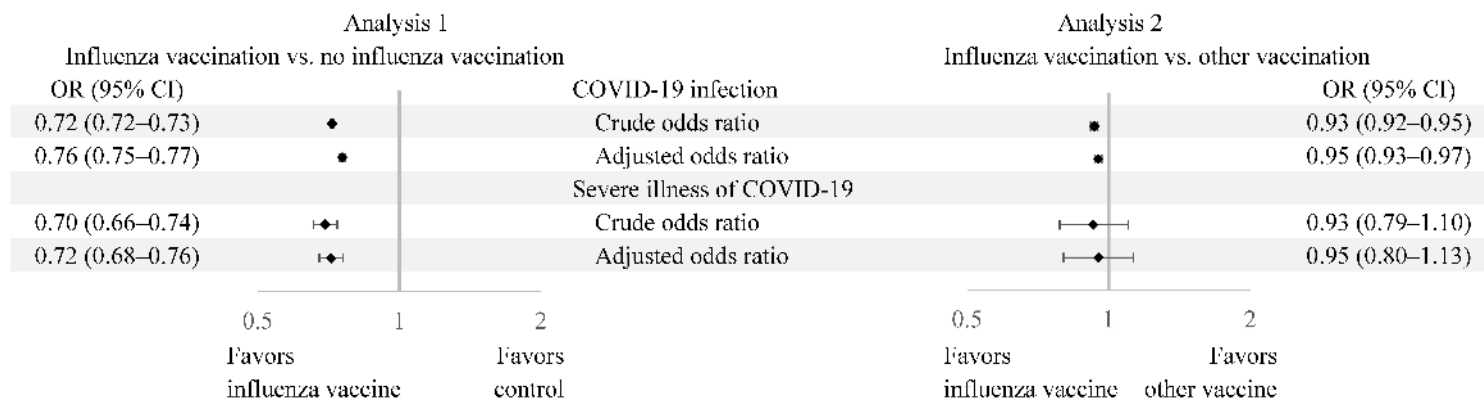 Analysis 1 Analysis 2
Influenza vaccination vs. no influenza vaccination Influenza vaccination vs. other vaccination
OR (95% CI) COVID-19 infection OR (95% CI)
0.72 (0.72–0.73) Crude odds ratio 0.93 (0.92–0.95)
0.76 (0.75–0.77) Adjusted odds ratio 0.95 (0.93–0.97)
Severe illness of COVID-19
0.70 (0.66–0.74) Crude odds ratio 0.93 (0.79–1.10)
0.72 (0.68–0.76) Adjusted odds ratio 0.95 (0.80–1.13)
0.5 1 2 0.5 1 2
Favors Favors Favors Favors
influenza vaccine control influenza vaccine other vaccine